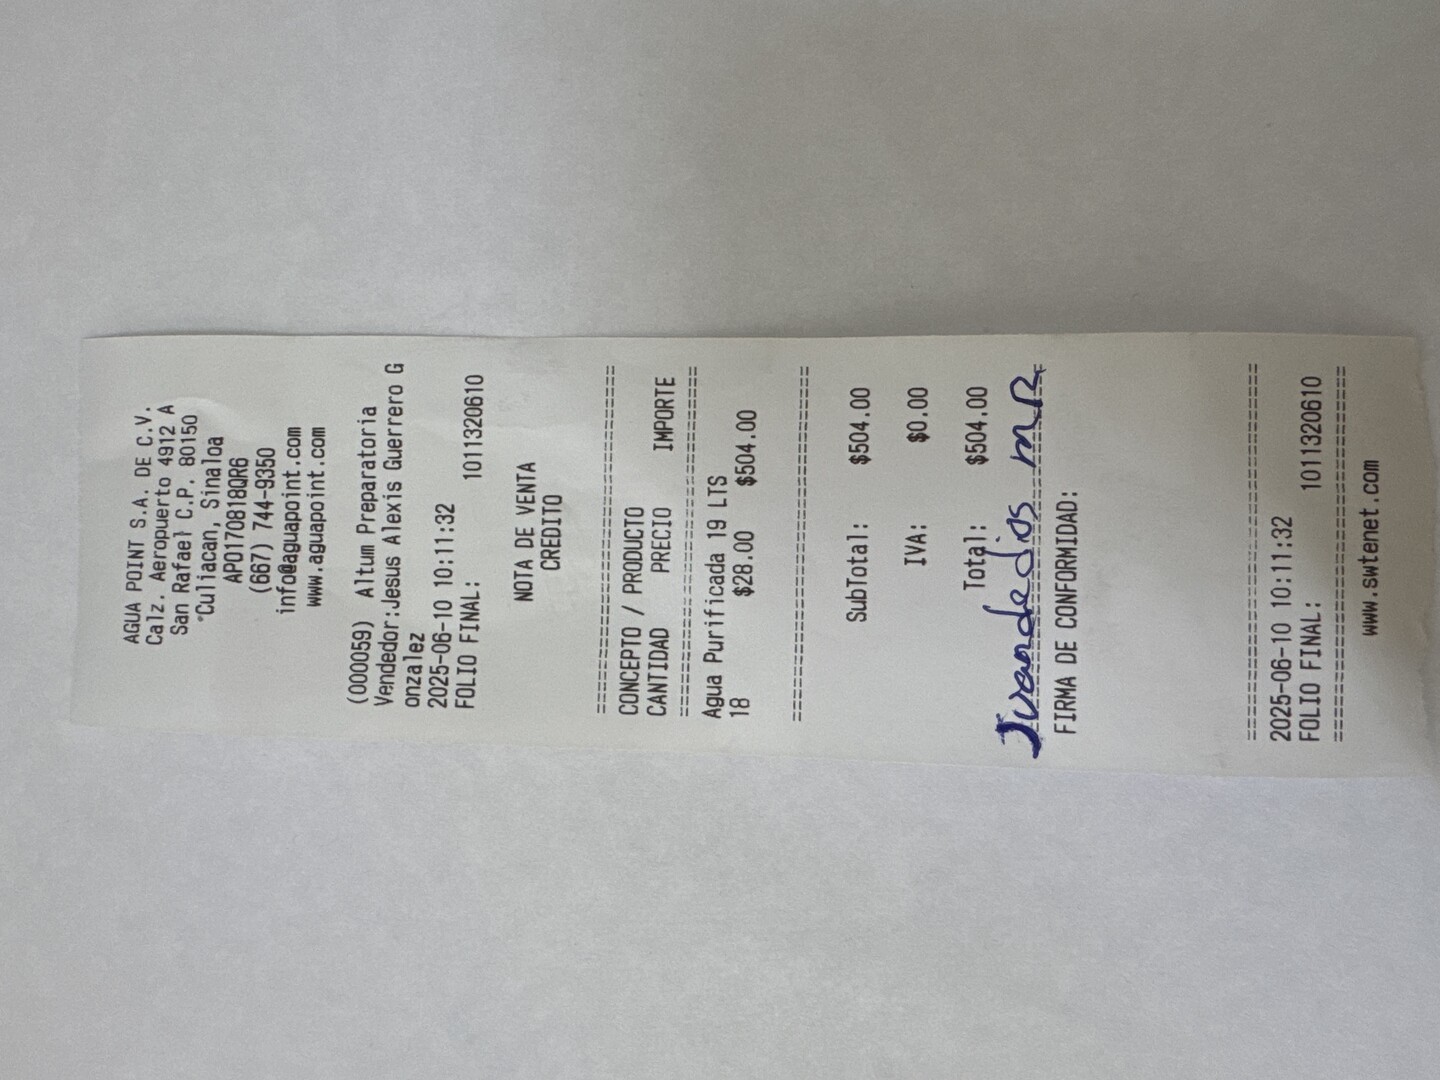 AGUA POINT S.A. DE C.V.
Calz. Aeropuerto 4912 A
San Rafael C.P. 80150
Culiacan, Sinaloa
APO170818QR6
(667) 744-9350
info@aguapoint.com
www.aguapoint.com
(000059) Altum Preparatoria
Vendedor:Jesus Alexis Guerrero G
onzalez
2025-06-10 10:11:32
FOLIO FINAL: 1011320610
NOTA DE VENTA
CREDITO
================================
CONCEPTO / PRODUCTO
CANTIDAD PRECIO IMPORTE
================================
Agua Purificada 19 LTS
18 $28.00 $504.00
================================
SubTotal: $504.00
IVA: $0.00
Total: $504.00
Juandedios m R
FIRMA DE CONFORMIDAD:
================================
2025-06-10 10:11:32
FOLIO FINAL: 1011320610
================================
www.swtenet.com